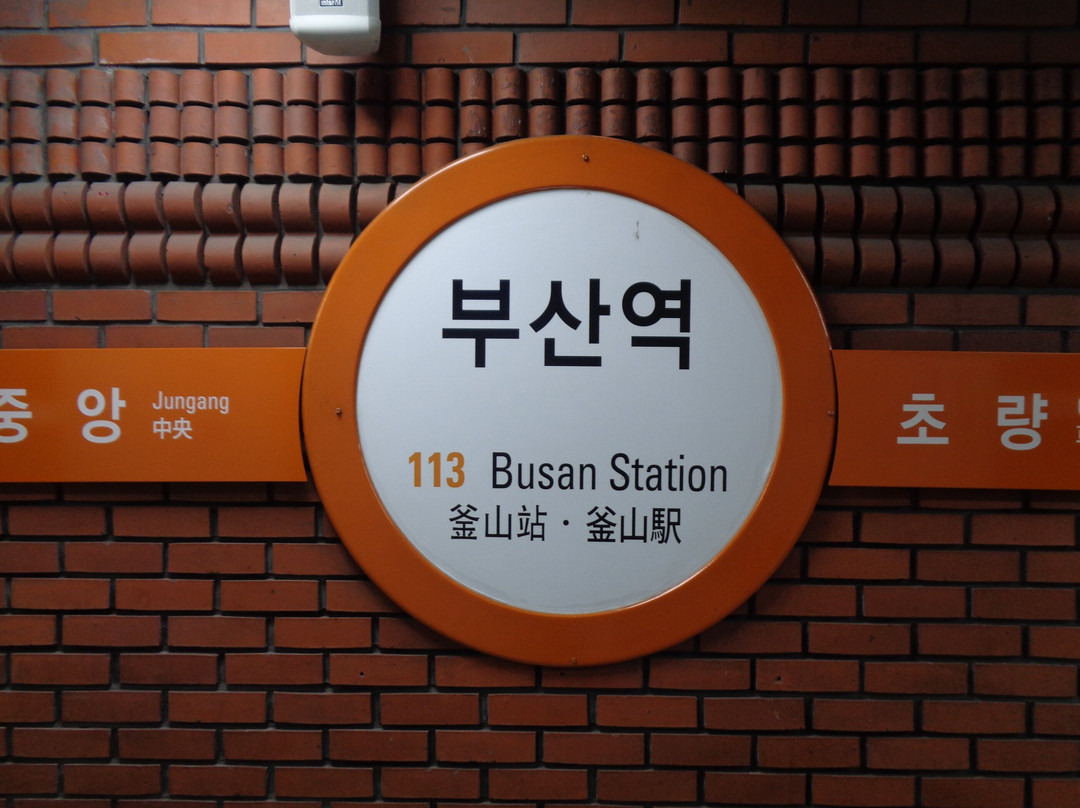 부산역
113 Busan Station
釜山站・釜山駅
중앙
Jungang
中央
초량